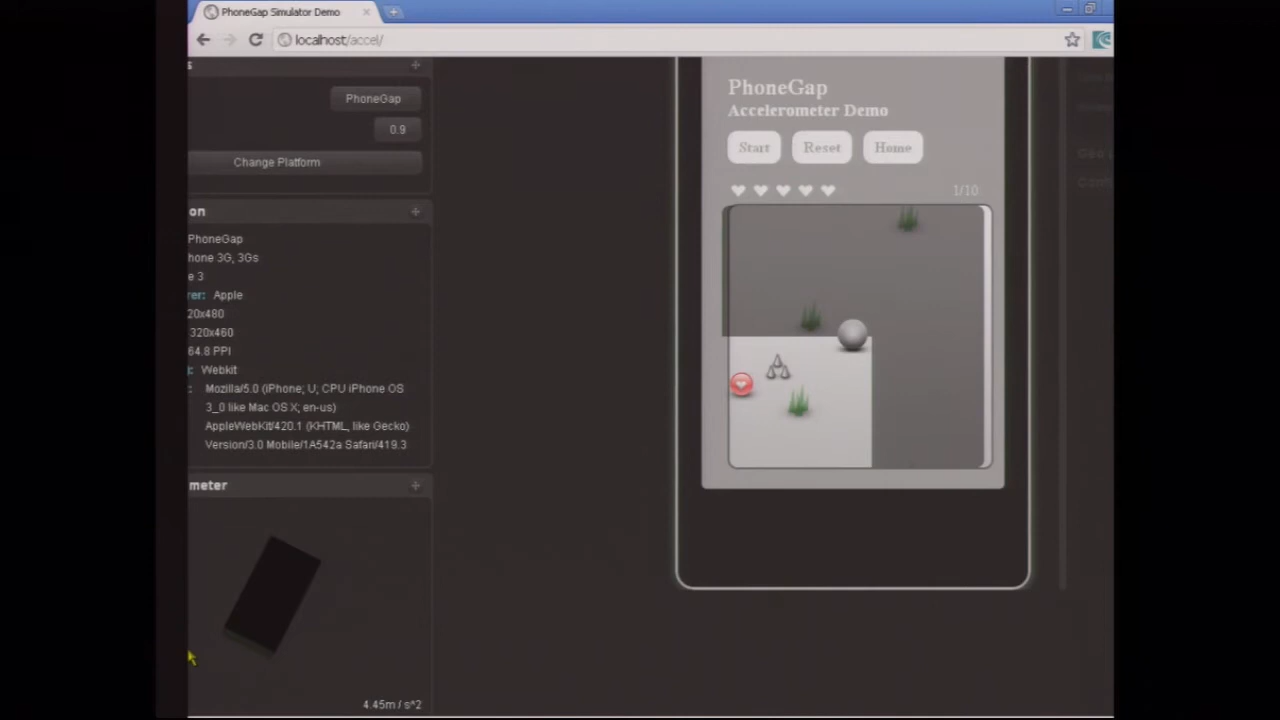 PhoneGap Simulator Demo
localhost/accel/
s
PhoneGap
0.9
Change Platform
on
PhoneGap
hone 3G, 3Gs
e 3
rer: Apple
20x480
320x460
64.8 PPI
g: Webkit
: Mozilla/5.0 (iPhone; U; CPU iPhone OS
3_0 like Mac OS X; en-us)
AppleWebKit/420.1 (KHTML, like Gecko)
Version/3.0 Mobile/1A542a Safari/419.3
meter
4.45m / s^2
PhoneGap
Accelerometer Demo
Start Reset Home
1/10